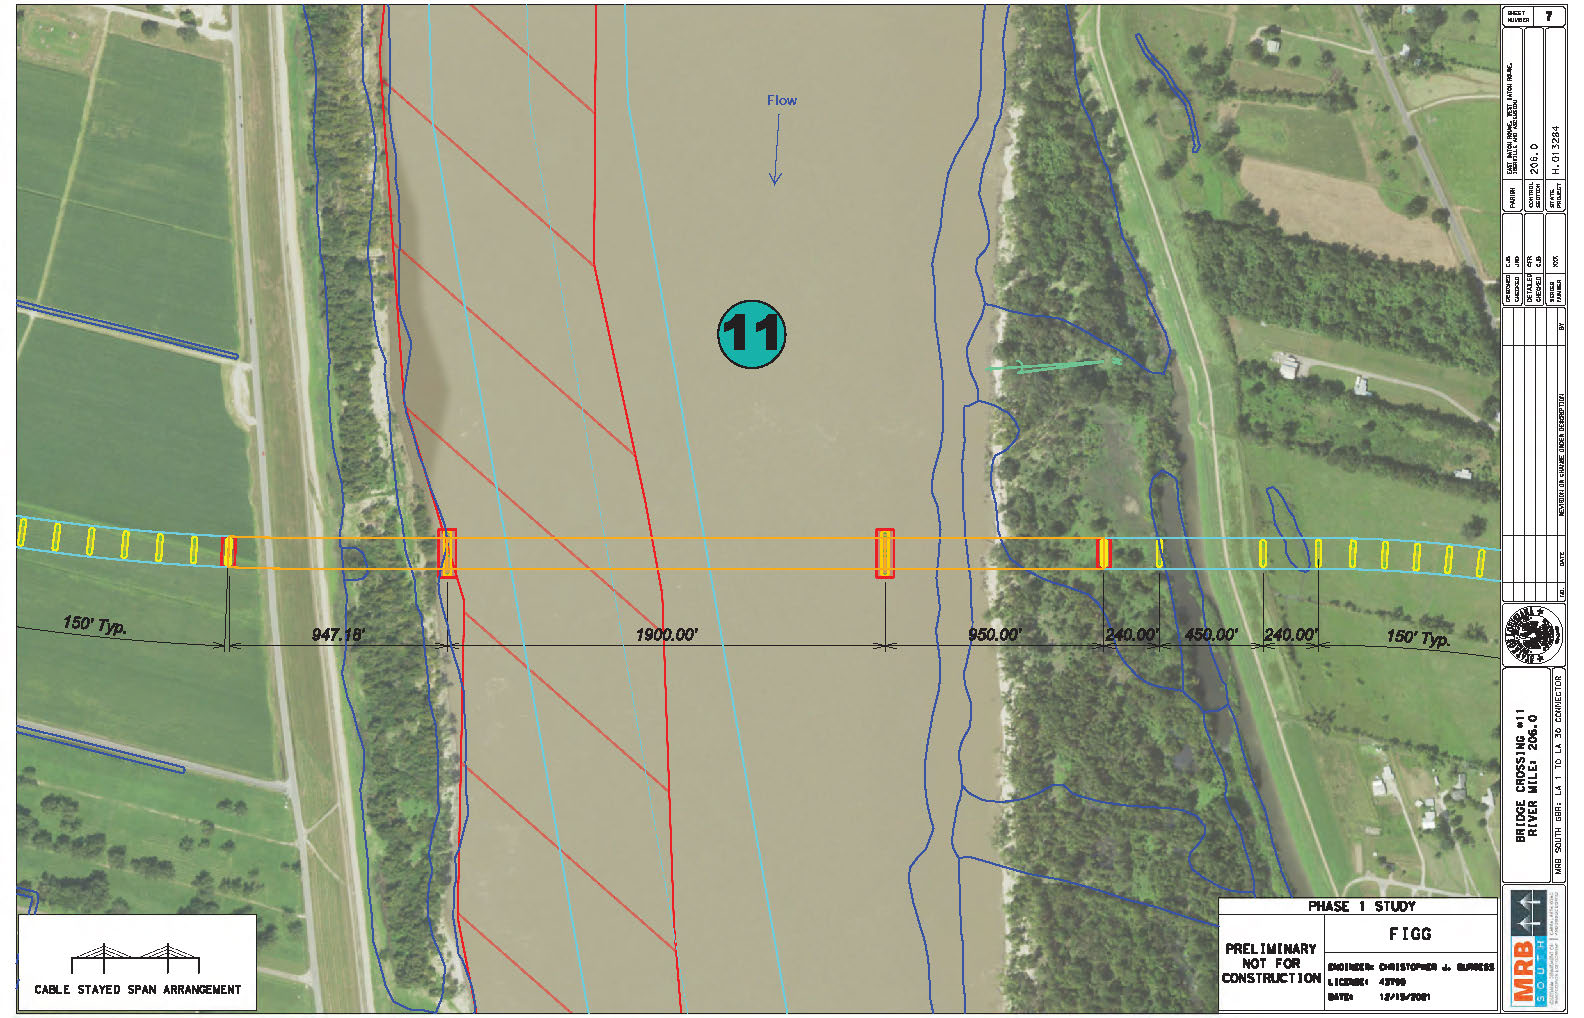 Flow
11
150' Typ.
947.18'
1900.00'
950.00'
240.00'
450.00'
240.00'
150' Typ.
CABLE STAYED SPAN ARRANGEMENT
PHASE 1 STUDY
PRELIMINARY
NOT FOR
CONSTRUCTION
FIGG
ENGINEER: CHRISTOPHER J. BURGESS
LICENSE:
DATE: 12/15/2021
SHEET
NUMBER
7
EAST BATON ROUGE, WEST BATON ROUGE,
IBERVILLE AND ASCENSION
PARISH
CONTROL
SECTION
206.0
STATE
PROJECT
H.013284
DESIGNED
CHECKED
DETAILED
CHECKED
BY
REVISION OR CHANGE ORDER DESCRIPTION
DATE
NO.
BRIDGE CROSSING #11
RIVER MILE: 206.0
MRB SOUTH GBR: LA 1 TO LA 30 CONNECTOR
MRB
SOUTH